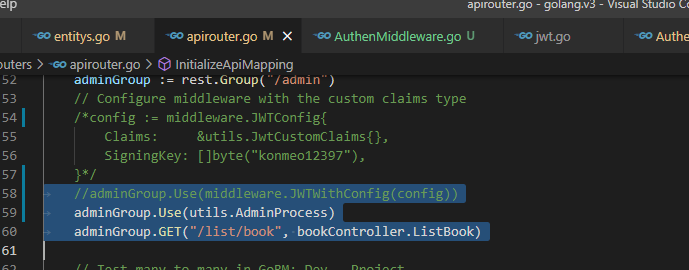 elp
apirouter.go - golang.v3 - Visual Studio Co
entitys.go M
apirouter.go M
AuthenMiddleware.go U
jwt.go
Authe
outers > apirouter.go > InitializeApiMapping
52 adminGroup := rest.Group("/admin")
53 // Configure middleware with the custom claims type
54 /*config := middleware.JWTConfig{
55 Claims: &utils.JwtCustomClaims{},
56 SigningKey: []byte("konmeo12397"),
57 }*/
58 //adminGroup.Use(middleware.JWTWithConfig(config))
59 adminGroup.Use(utils.AdminProcess)
60 adminGroup.GET("/list/book", bookController.ListBook)
61
// Test many to many in GoRM: Dev Project